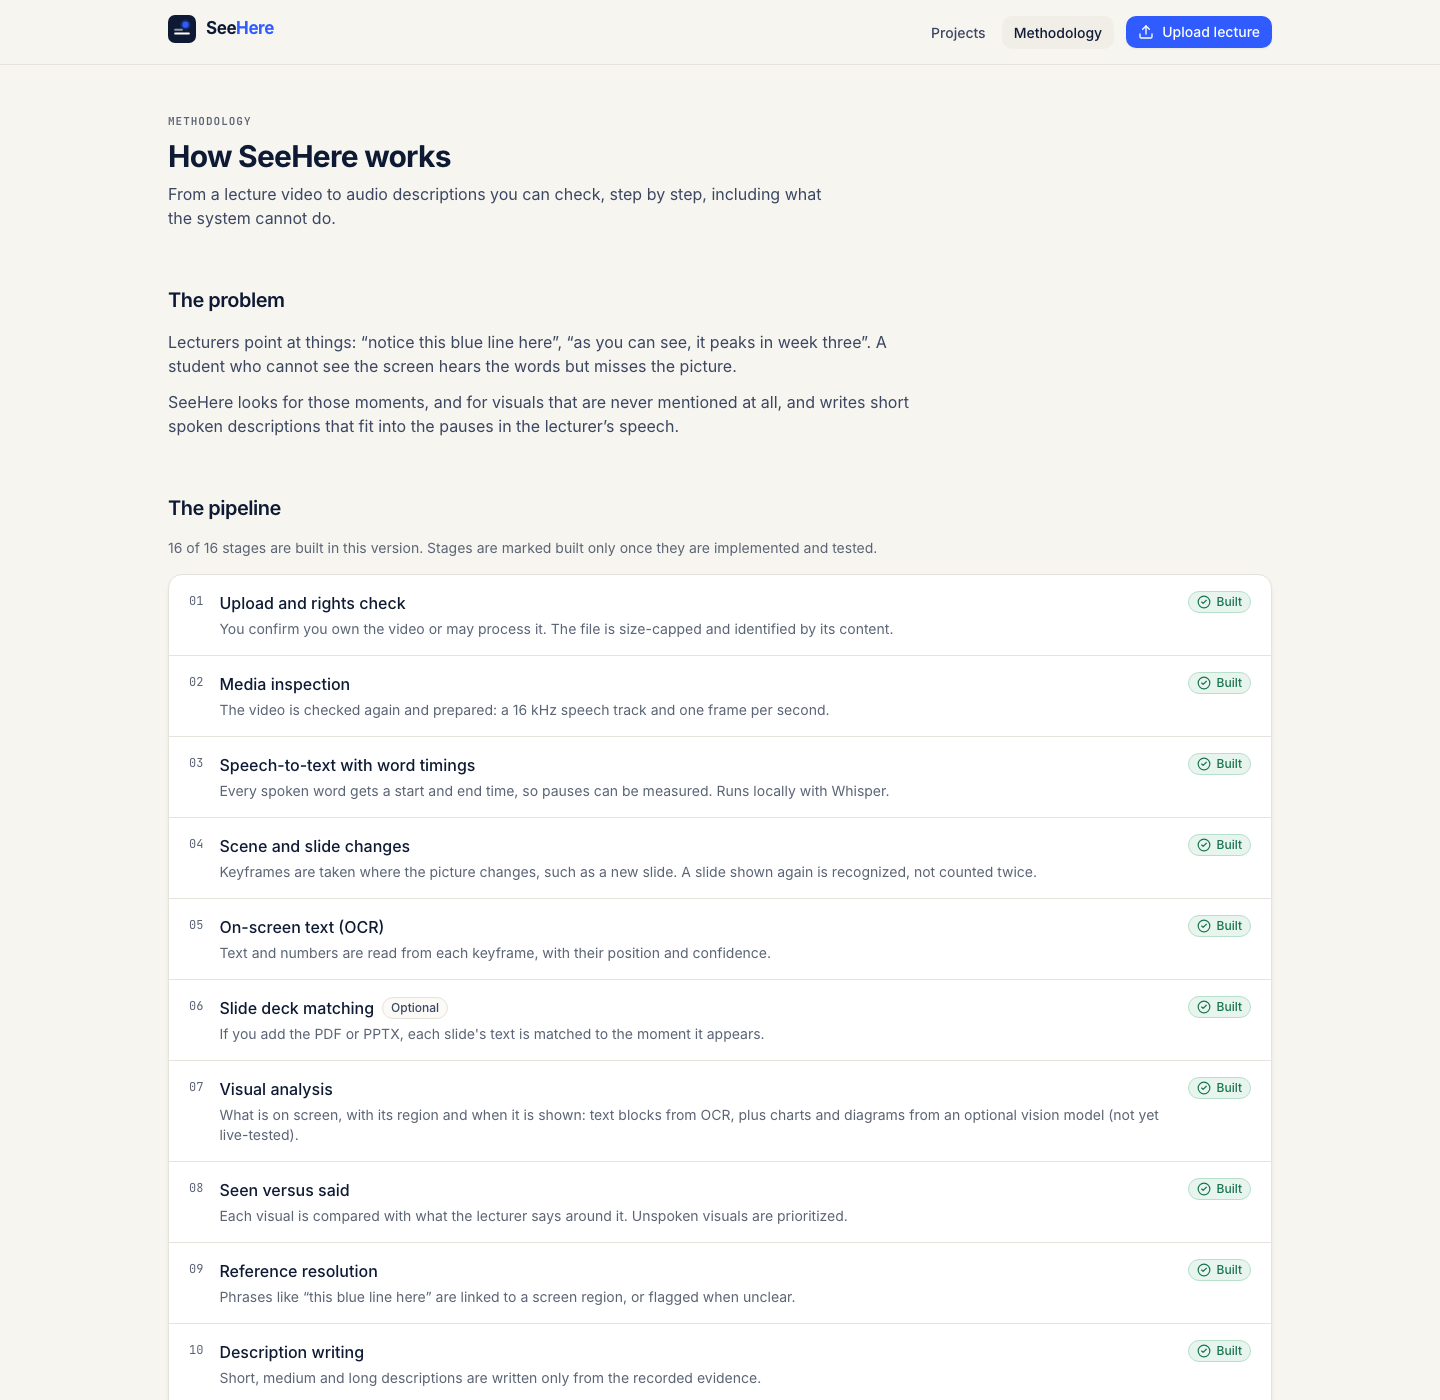 SeeHere
Projects
Methodology
Upload lecture
METHODOLOGY
How SeeHere works
From a lecture video to audio descriptions you can check, step by step, including what
the system cannot do.
The problem
Lecturers point at things: “notice this blue line here”, “as you can see, it peaks in week three”. A
student who cannot see the screen hears the words but misses the picture.
SeeHere looks for those moments, and for visuals that are never mentioned at all, and writes short
spoken descriptions that fit into the pauses in the lecturer’s speech.
The pipeline
16 of 16 stages are built in this version. Stages are marked built only once they are implemented and tested.
01 Upload and rights check Built
You confirm you own the video or may process it. The file is size-capped and identified by its content.
02 Media inspection Built
The video is checked again and prepared: a 16 kHz speech track and one frame per second.
03 Speech-to-text with word timings Built
Every spoken word gets a start and end time, so pauses can be measured. Runs locally with Whisper.
04 Scene and slide changes Built
Keyframes are taken where the picture changes, such as a new slide. A slide shown again is recognized, not counted twice.
05 On-screen text (OCR) Built
Text and numbers are read from each keyframe, with their position and confidence.
06 Slide deck matching Optional Built
If you add the PDF or PPTX, each slide's text is matched to the moment it appears.
07 Visual analysis Built
What is on screen, with its region and when it is shown: text blocks from OCR, plus charts and diagrams from an optional vision model (not yet
live-tested).
08 Seen versus said Built
Each visual is compared with what the lecturer says around it. Unspoken visuals are prioritized.
09 Reference resolution Built
Phrases like “this blue line here” are linked to a screen region, or flagged when unclear.
10 Description writing Built
Short, medium and long descriptions are written only from the recorded evidence.